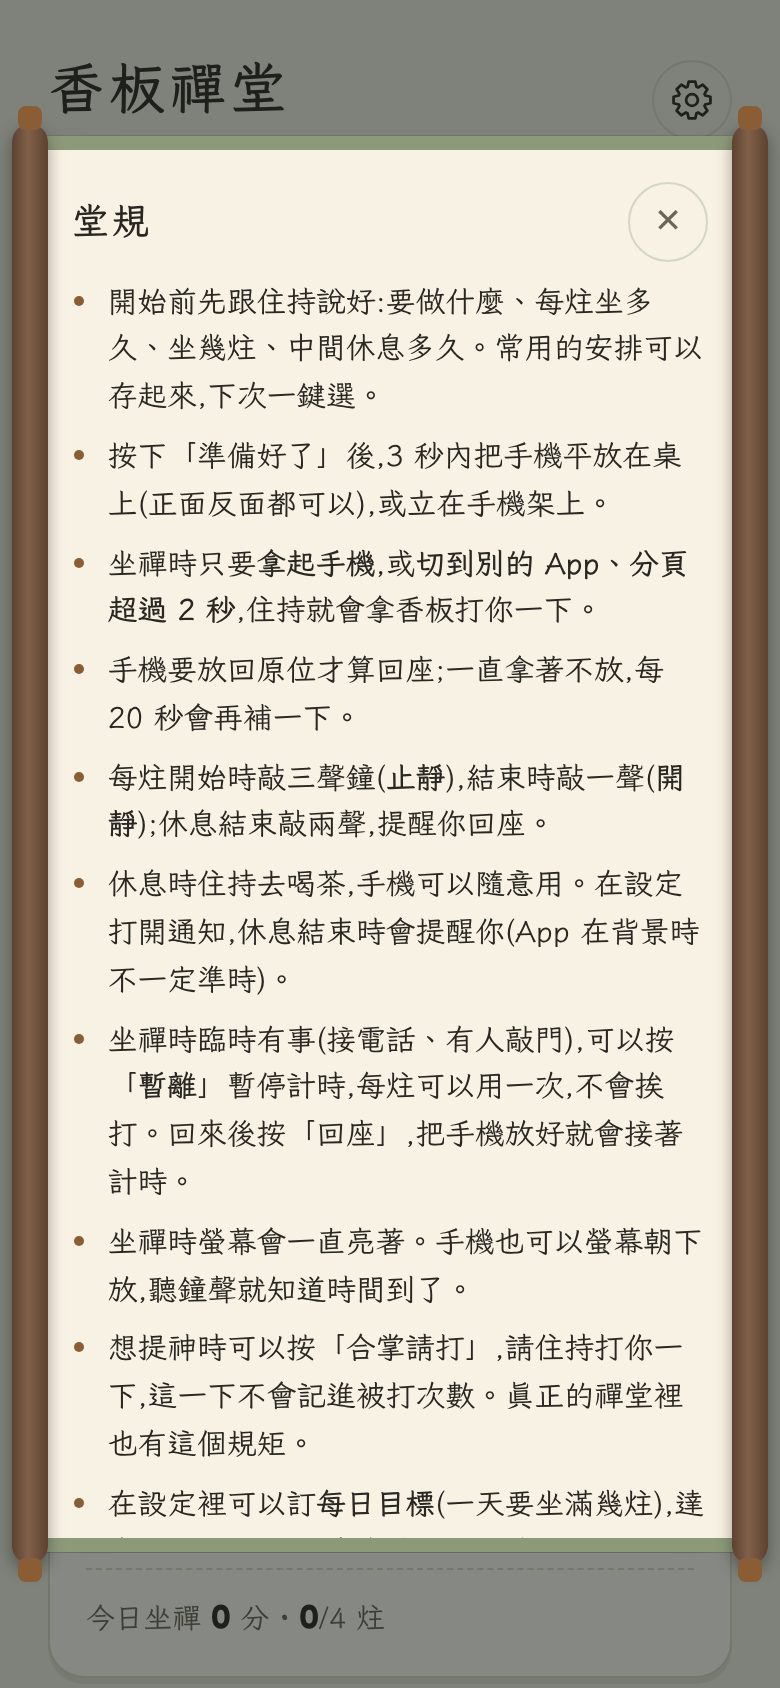 香板禪堂
堂規
開始前先跟住持說好:要做什麼、每炷坐多
久、坐幾炷、中間休息多久。常用的安排可以
存起來,下次一鍵選。
按下「準備好了」後,3 秒內把手機平放在桌
上(正面反面都可以),或立在手機架上。
坐禪時只要拿起手機,或切到別的 App、分頁
超過 2 秒,住持就會拿香板打你一下。
手機要放回原位才算回座;一直拿著不放,每
20 秒會再補一下。
每炷開始時敲三聲鐘(止靜),結束時敲一聲(開
靜);休息結束敲兩聲,提醒你回座。
休息時住持去喝茶,手機可以隨意用。在設定
打開通知,休息結束時會提醒你(App 在背景時
不一定準時)。
坐禪時臨時有事(接電話、有人敲門),可以按
「暫離」暫停計時,每炷可以用一次,不會挨
打。回來後按「回座」,把手機放好就會接著
計時。
坐禪時螢幕會一直亮著。手機也可以螢幕朝下
放,聽鐘聲就知道時間到了。
想提神時可以按「合掌請打」,請住持打你一
下,這一下不會記進被打次數。真正的禪堂裡
也有這個規矩。
在設定裡可以訂每日目標(一天要坐滿幾炷),達
今日坐禪 0 分・0/4 炷